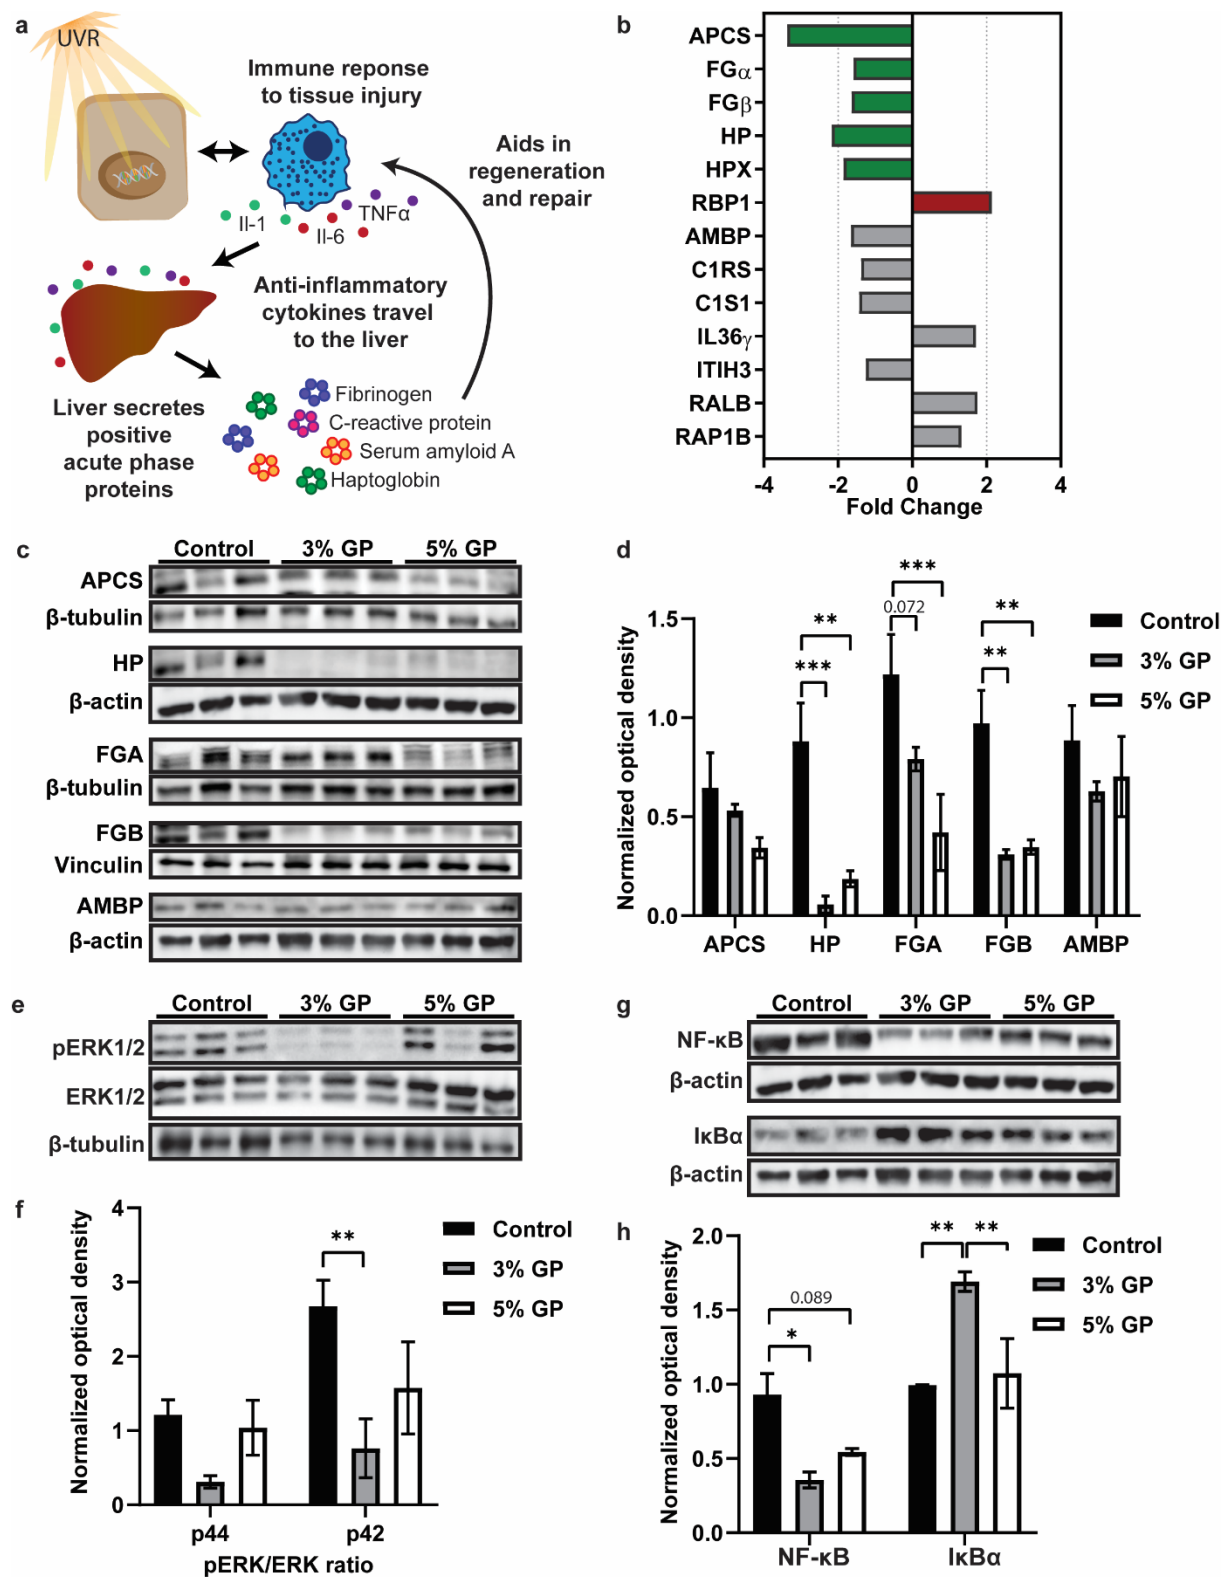 a
UVR
Immune reponse
to tissue injury
Aids in
regeneration
and repair
Il-1
Il-6
TNFα
Anti-inflammatory
cytokines travel
to the liver
Liver secretes
positive
acute phase
proteins
Fibrinogen
C-reactive protein
Serum amyloid A
Haptoglobin
b
APCS
FGα
FGβ
HP
HPX
RBP1
AMBP
C1RS
C1S1
IL36γ
ITIH3
RALB
RAP1B
-4 -2 0 2 4
Fold Change
c
Control 3% GP 5% GP
APCS
β-tubulin
HP
β-actin
FGA
β-tubulin
FGB
Vinculin
AMBP
β-actin
d
Normalized optical density
1.5
1.0
0.5
0.0
*** **
*** 0.072
** **
APCS HP FGA FGB AMBP
Control
3% GP
5% GP
e
Control 3% GP 5% GP
pERK1/2
ERK1/2
β-tubulin
f
Normalized optical density
4
3
2
1
0
**
p44 p42
pERK/ERK ratio
Control
3% GP
5% GP
g
Control 3% GP 5% GP
NF-κB
β-actin
IκBα
β-actin
h
Normalized optical density
2.0
1.5
1.0
0.5
0.0
0.089
*
** **
NF-κB IκBα
Control
3% GP
5% GP